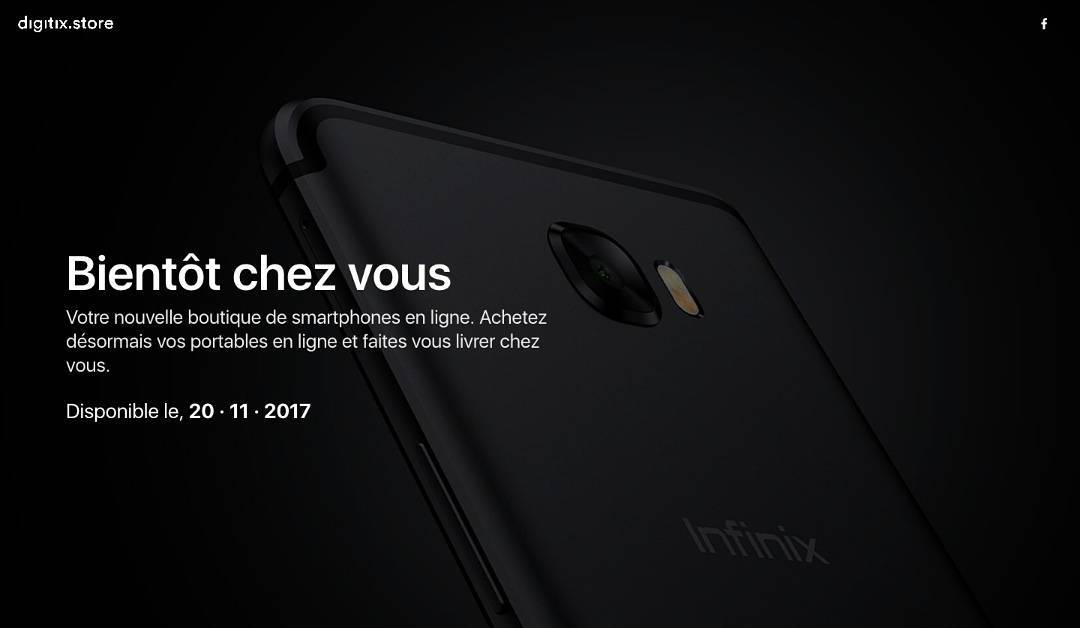 digitix.store
f
Bientôt chez vous
Votre nouvelle boutique de smartphones en ligne. Achetez
désormais vos portables en ligne et faites vous livrer chez
vous.
Disponible le, 20 · 11 · 2017
Infinix